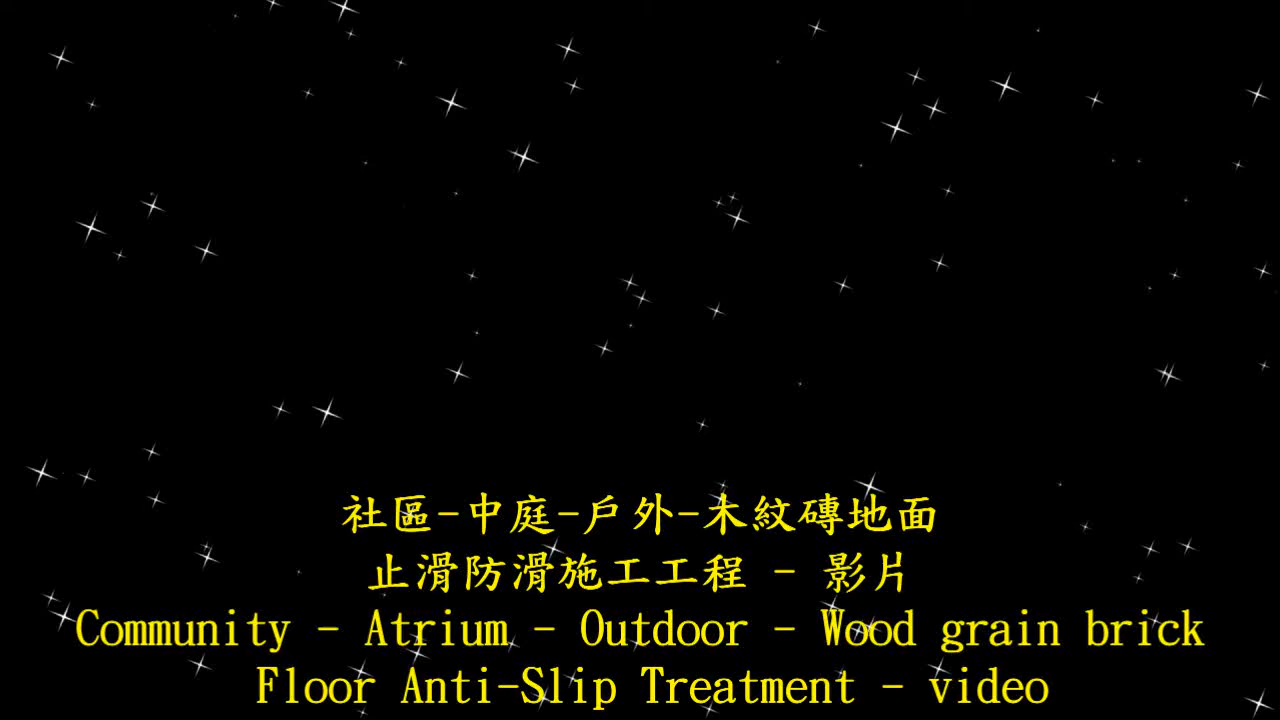 社區-中庭-戶外-木紋磚地面
止滑防滑施工工程 - 影片
Community - Atrium - Outdoor - Wood grain brick
Floor Anti-Slip Treatment - video